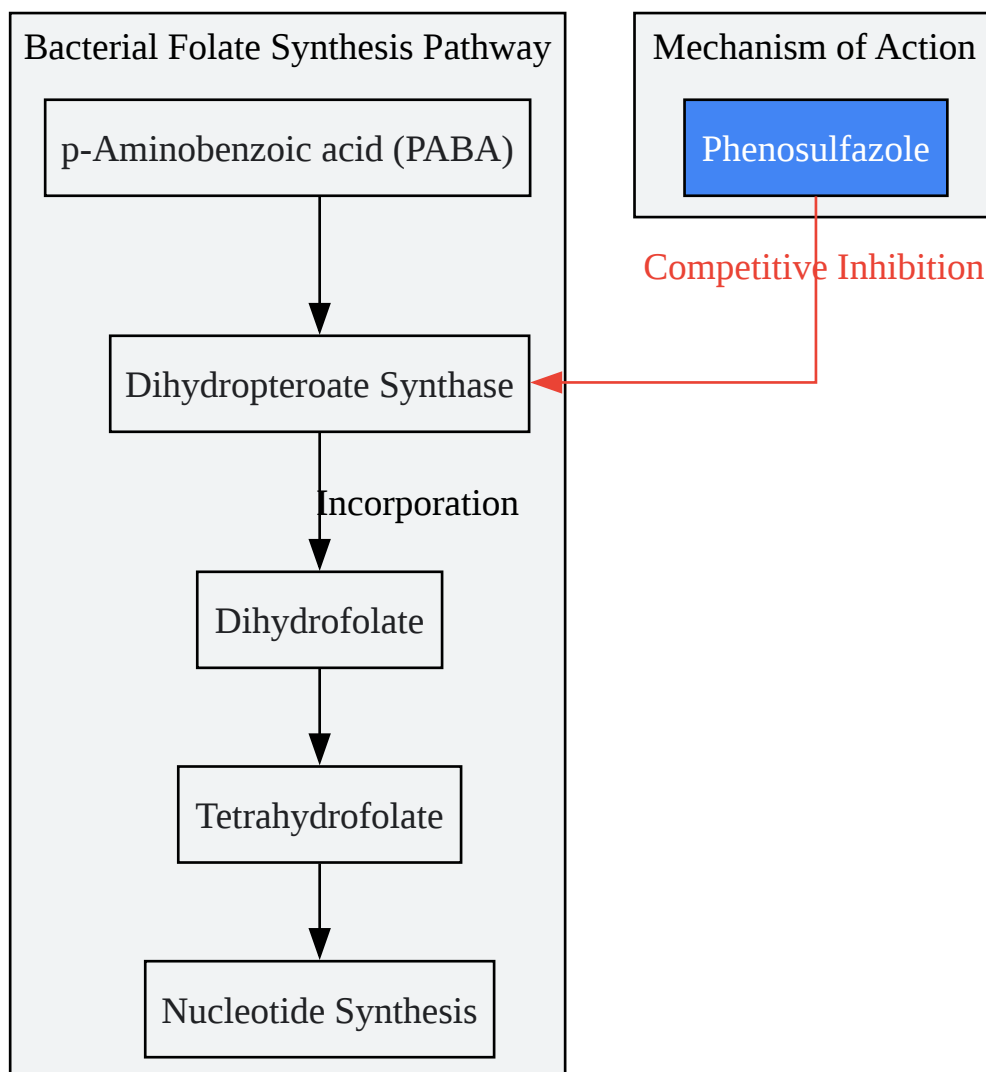 Bacterial Folate Synthesis Pathway
p-Aminobenzoic acid (PABA)
Dihydropteroate Synthase
Incorporation
Dihydrofolate
Tetrahydrofolate
Nucleotide Synthesis
Mechanism of Action
Phenosulfazole
Competitive Inhibition